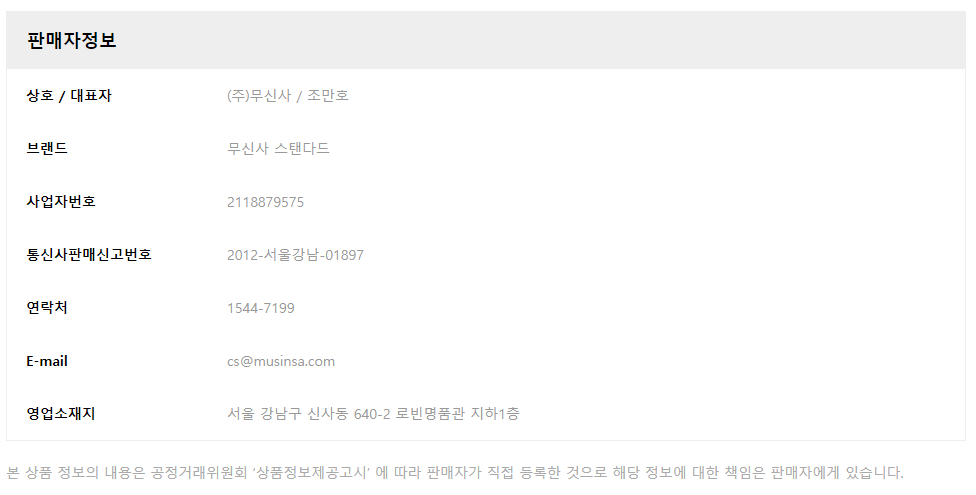 판매자정보
상호 / 대표자 (주)무신사 / 조만호
브랜드 무신사 스탠다드
사업자번호 2118879575
통신사판매신고번호 2012-서울강남-01897
연락처 1544-7199
E-mail cs@musinsa.com
영업소재지 서울 강남구 신사동 640-2 로빈명품관 지하1층
본 상품 정보의 내용은 공정거래위원회 '상품정보제공고시' 에 따라 판매자가 직접 등록한 것으로 해당 정보에 대한 책임은 판매자에게 있습니다.